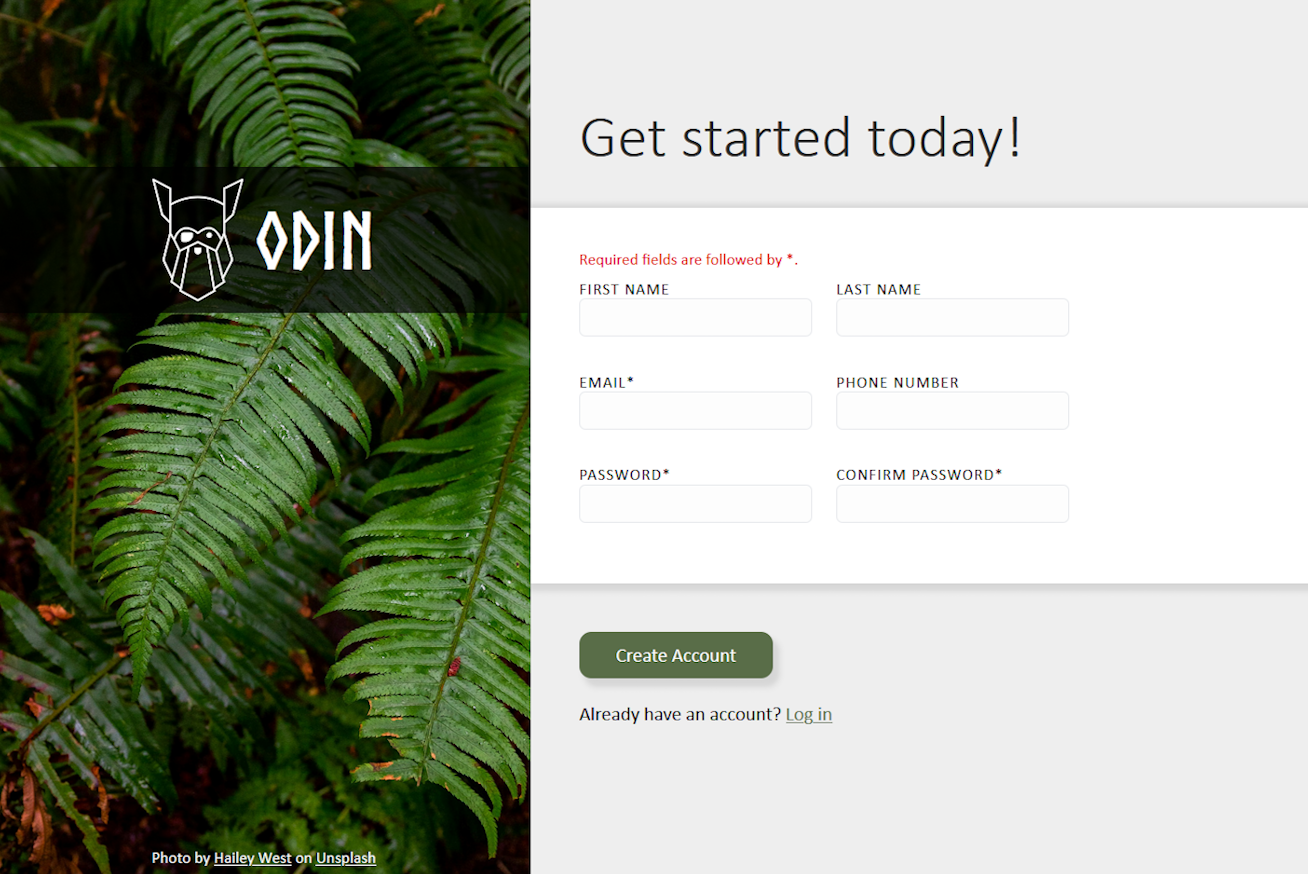 ODIN
Photo by Hailey West on Unsplash
Get started today!
Required fields are followed by *.
FIRST NAME
LAST NAME
EMAIL*
PHONE NUMBER
PASSWORD*
CONFIRM PASSWORD*
Create Account
Already have an account? Log in